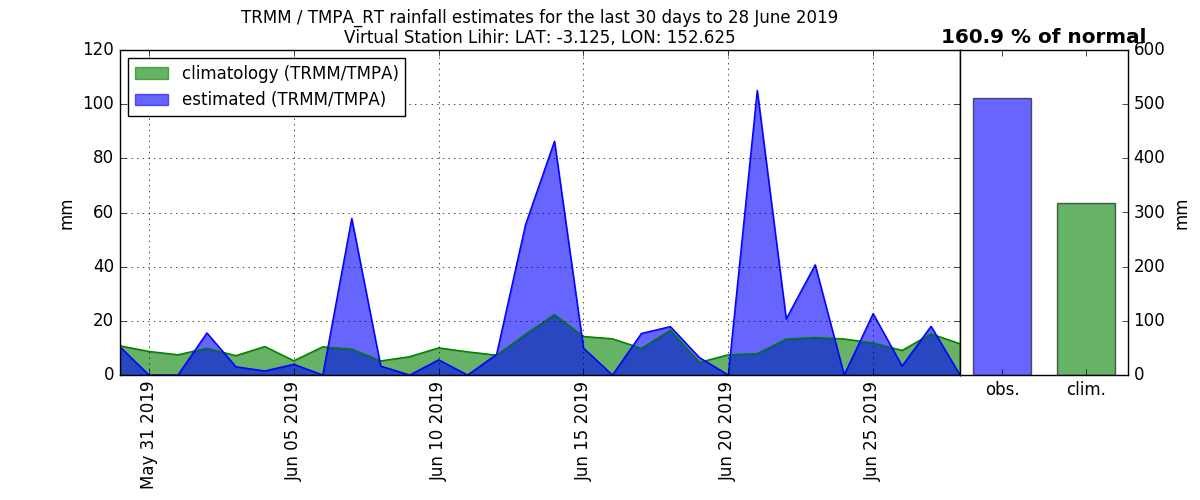 TRMM / TMPA_RT rainfall estimates for the last 30 days to 28 June 2019
Virtual Station Lihir: LAT: -3.125, LON: 152.625
160.9 % of normal
climatology (TRMM/TMPA)
estimated (TRMM/TMPA)
120
100
80
60
40
20
0
mm
May 31 2019
Jun 05 2019
Jun 10 2019
Jun 15 2019
Jun 20 2019
Jun 25 2019
obs.
clim.
600
500
400
300
200
100
0
mm